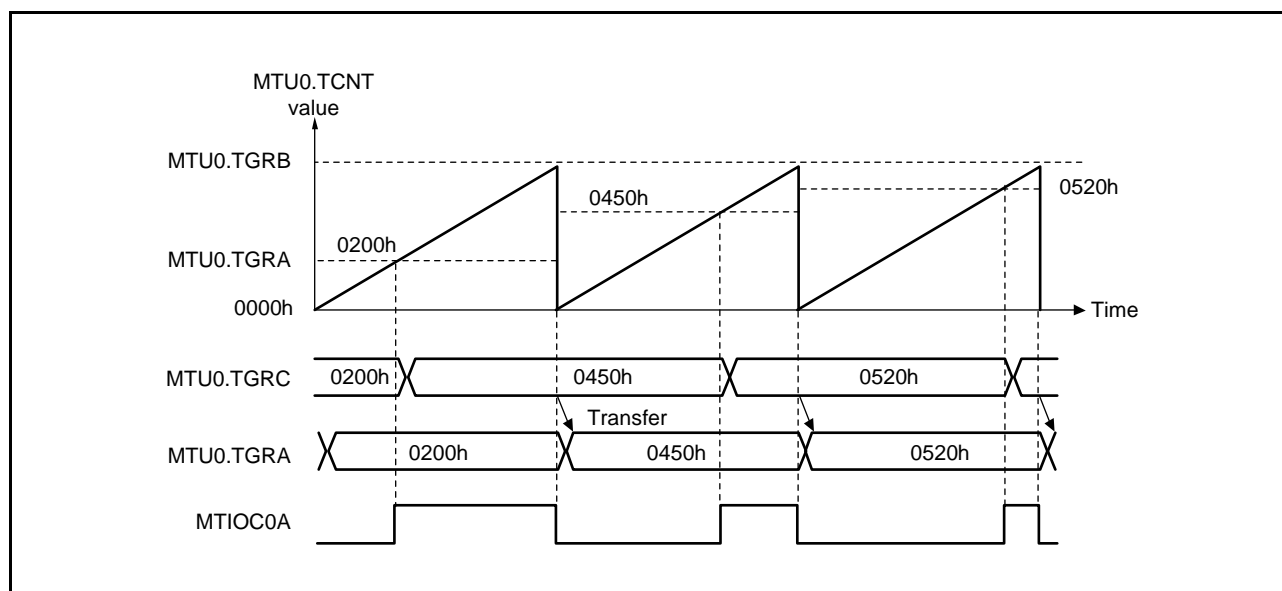 MTU0.TCNT
value
MTU0.TGRB
0520h
0450h
0200h
MTU0.TGRA
0000h
Time
MTU0.TGRC 0200h 0450h 0520h
Transfer
MTU0.TGRA 0200h 0450h 0520h
MTIOC0A